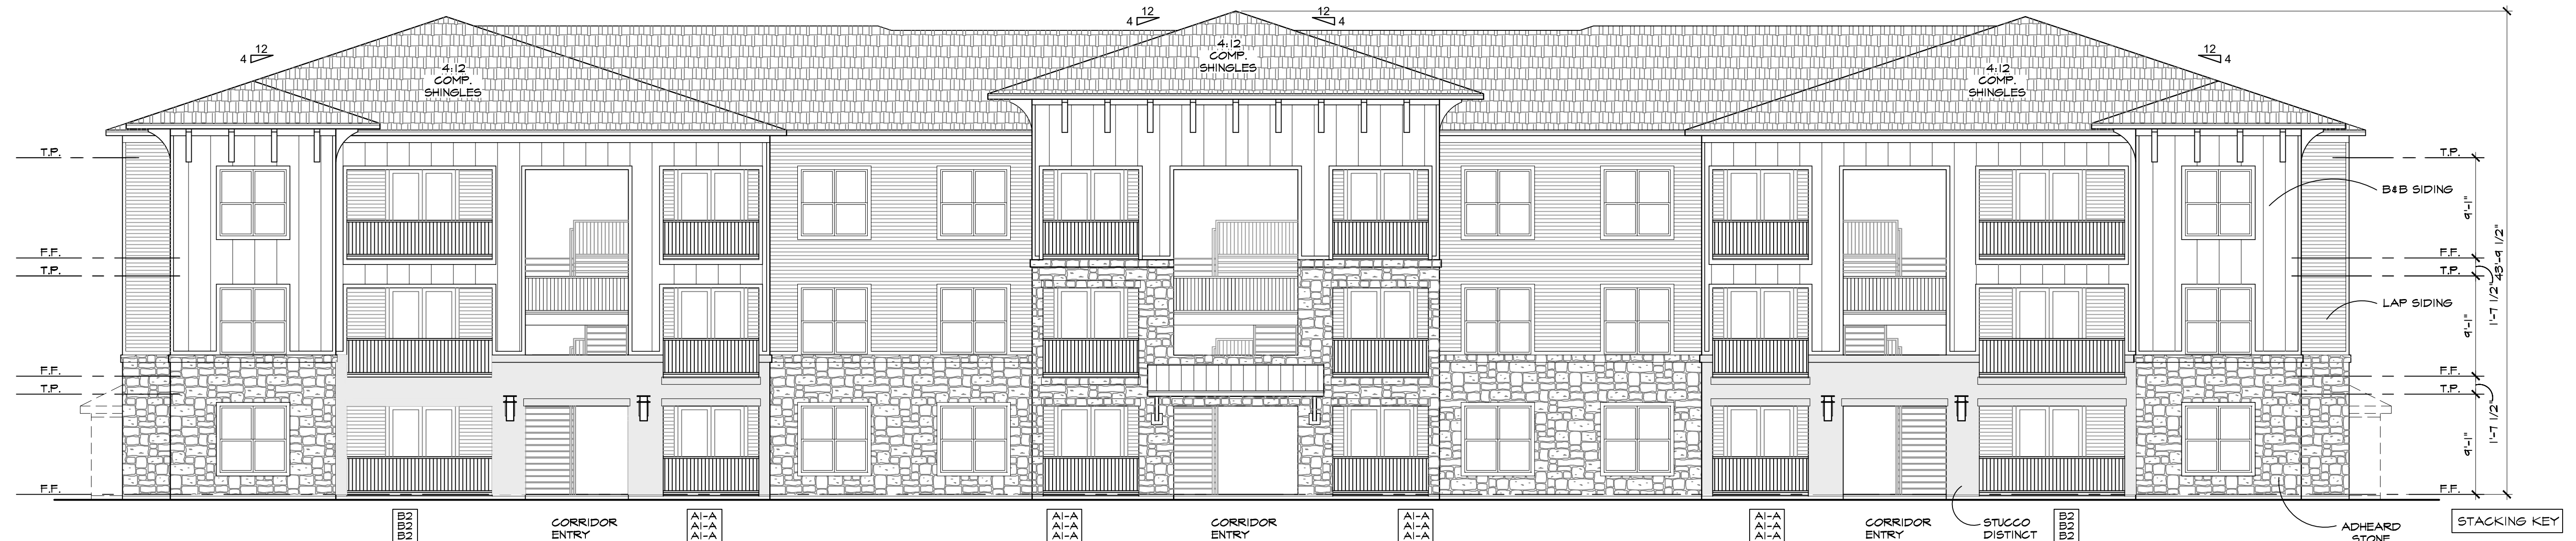 12
4
12
4
12
4
12
4
4:12
COMP.
SHINGLES
4:12
COMP.
SHINGLES
4:12
COMP.
SHINGLES
T.P.
F.F.
T.P.
F.F.
T.P.
F.F.
T.P.
F.F.
T.P.
F.F.
T.P.
F.F.
B&B SIDING
LAP SIDING
9'-1"
1'-7 1/2"
9'-1"
1'-7 1/2"
9'-1"
43'-9 1/2"
B2
B2
B2
CORRIDOR
ENTRY
A1-A
A1-A
A1-A
A1-A
A1-A
A1-A
CORRIDOR
ENTRY
A1-A
A1-A
A1-A
A1-A
A1-A
A1-A
CORRIDOR
ENTRY
STUCCO
DISTINCT
B2
B2
B2
ADHEARD
STONE
STACKING KEY